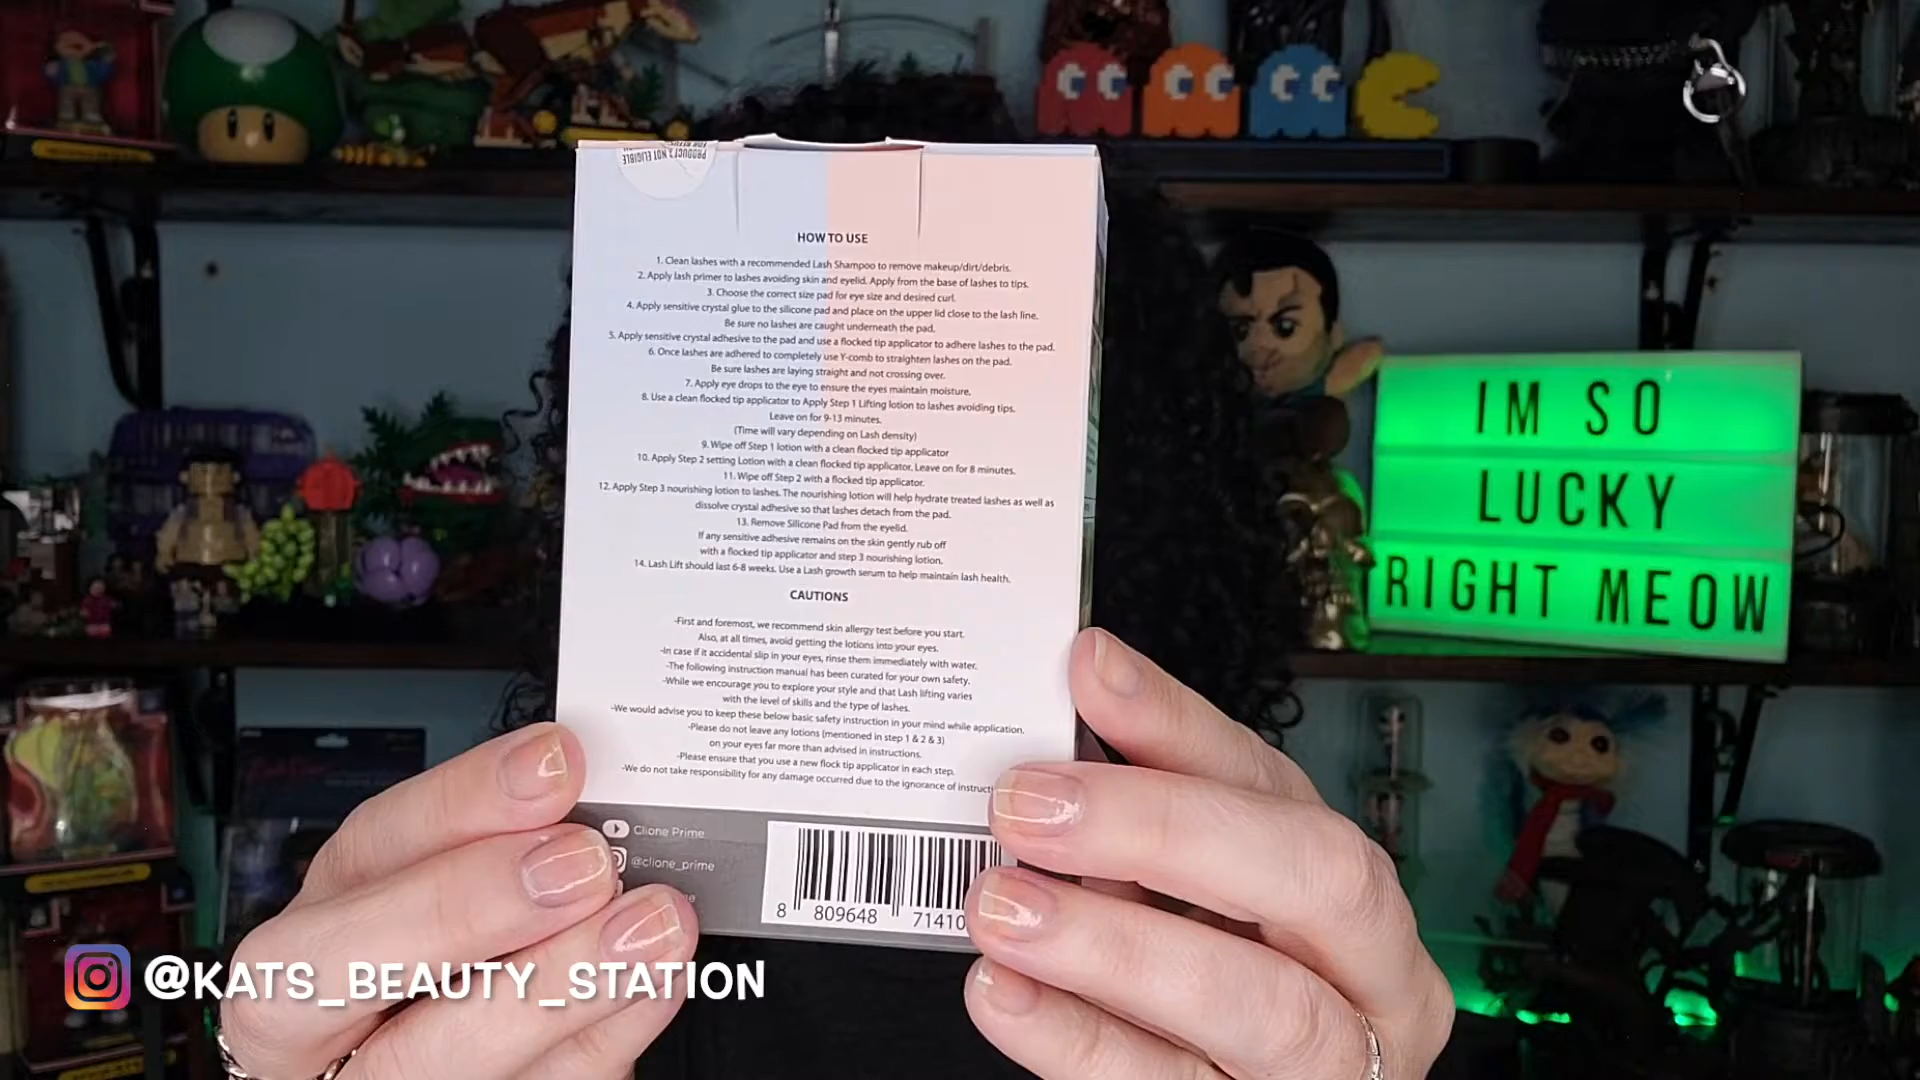 PRODUCT S NOT ELIGIBLE
HOW TO USE
1. Clean lashes with a recommended Lash Shampoo to remove makeup/dirt/debris.
2. Apply lash primer to lashes avoiding skin and eyelid. Apply from the base of lashes to tips.
3. Choose the correct size pad for eye size and desired curl.
4. Apply sensitive crystal glue to the silicone pad and place on the upper lid close to the lash line.
Be sure no lashes are caught underneath the pad.
5. Apply sensitive crystal adhesive to the pad and use a flocked tip applicator to adhere lashes to the pad.
6. Once lashes are adhered to completely use Y-comb to straighten lashes on the pad.
Be sure lashes are laying straight and not crossing over.
7. Apply eye drops to the eye to ensure the eyes maintain moisture.
8. Use a clean flocked tip applicator to Apply Step 1 Lifting lotion to lashes avoiding tips.
Leave on for 9-13 minutes.
(Time will vary depending on Lash density)
9. Wipe off Step 1 lotion with a clean flocked tip applicator
10. Apply Step 2 setting Lotion with a clean flocked tip applicator. Leave on for 8 minutes.
11. Wipe off Step 2 with a flocked tip applicator.
12. Apply Step 3 nourishing lotion to lashes. The nourishing lotion will help hydrate treated lashes as well as
dissolve crystal adhesive so that lashes detach from the pad.
13. Remove Silicone Pad from the eyelid.
If any sensitive adhesive remains on the skin gently rub off
with a flocked tip applicator and step 3 nourishing lotion.
14. Lash Lift should last 6-8 weeks. Use a Lash growth serum to help maintain lash health.
CAUTIONS
-First and foremost, we recommend skin allergy test before you start.
Also, at all times, avoid getting the lotions into your eyes.
-In case if it accidental slip in your eyes, rinse them immediately with water.
-The following instruction manual has been curated for your own safety.
-While we encourage you to explore your style and that Lash lifting varies
with the level of skills and the type of lashes.
-We would advise you to keep these below basic safety instruction in your mind while application.
-Please do not leave any lotions (mentioned in step 1 & 2 & 3)
on your eyes far more than advised in instructions.
-Please ensure that you use a new flock tip applicator in each step.
-We do not take responsibility for any damage occurred due to the ignorance of instructi
Clione Prime
@clione_prime
8 809648 71410
IM SO
LUCKY
RIGHT MEOW
@KATS_BEAUTY_STATION